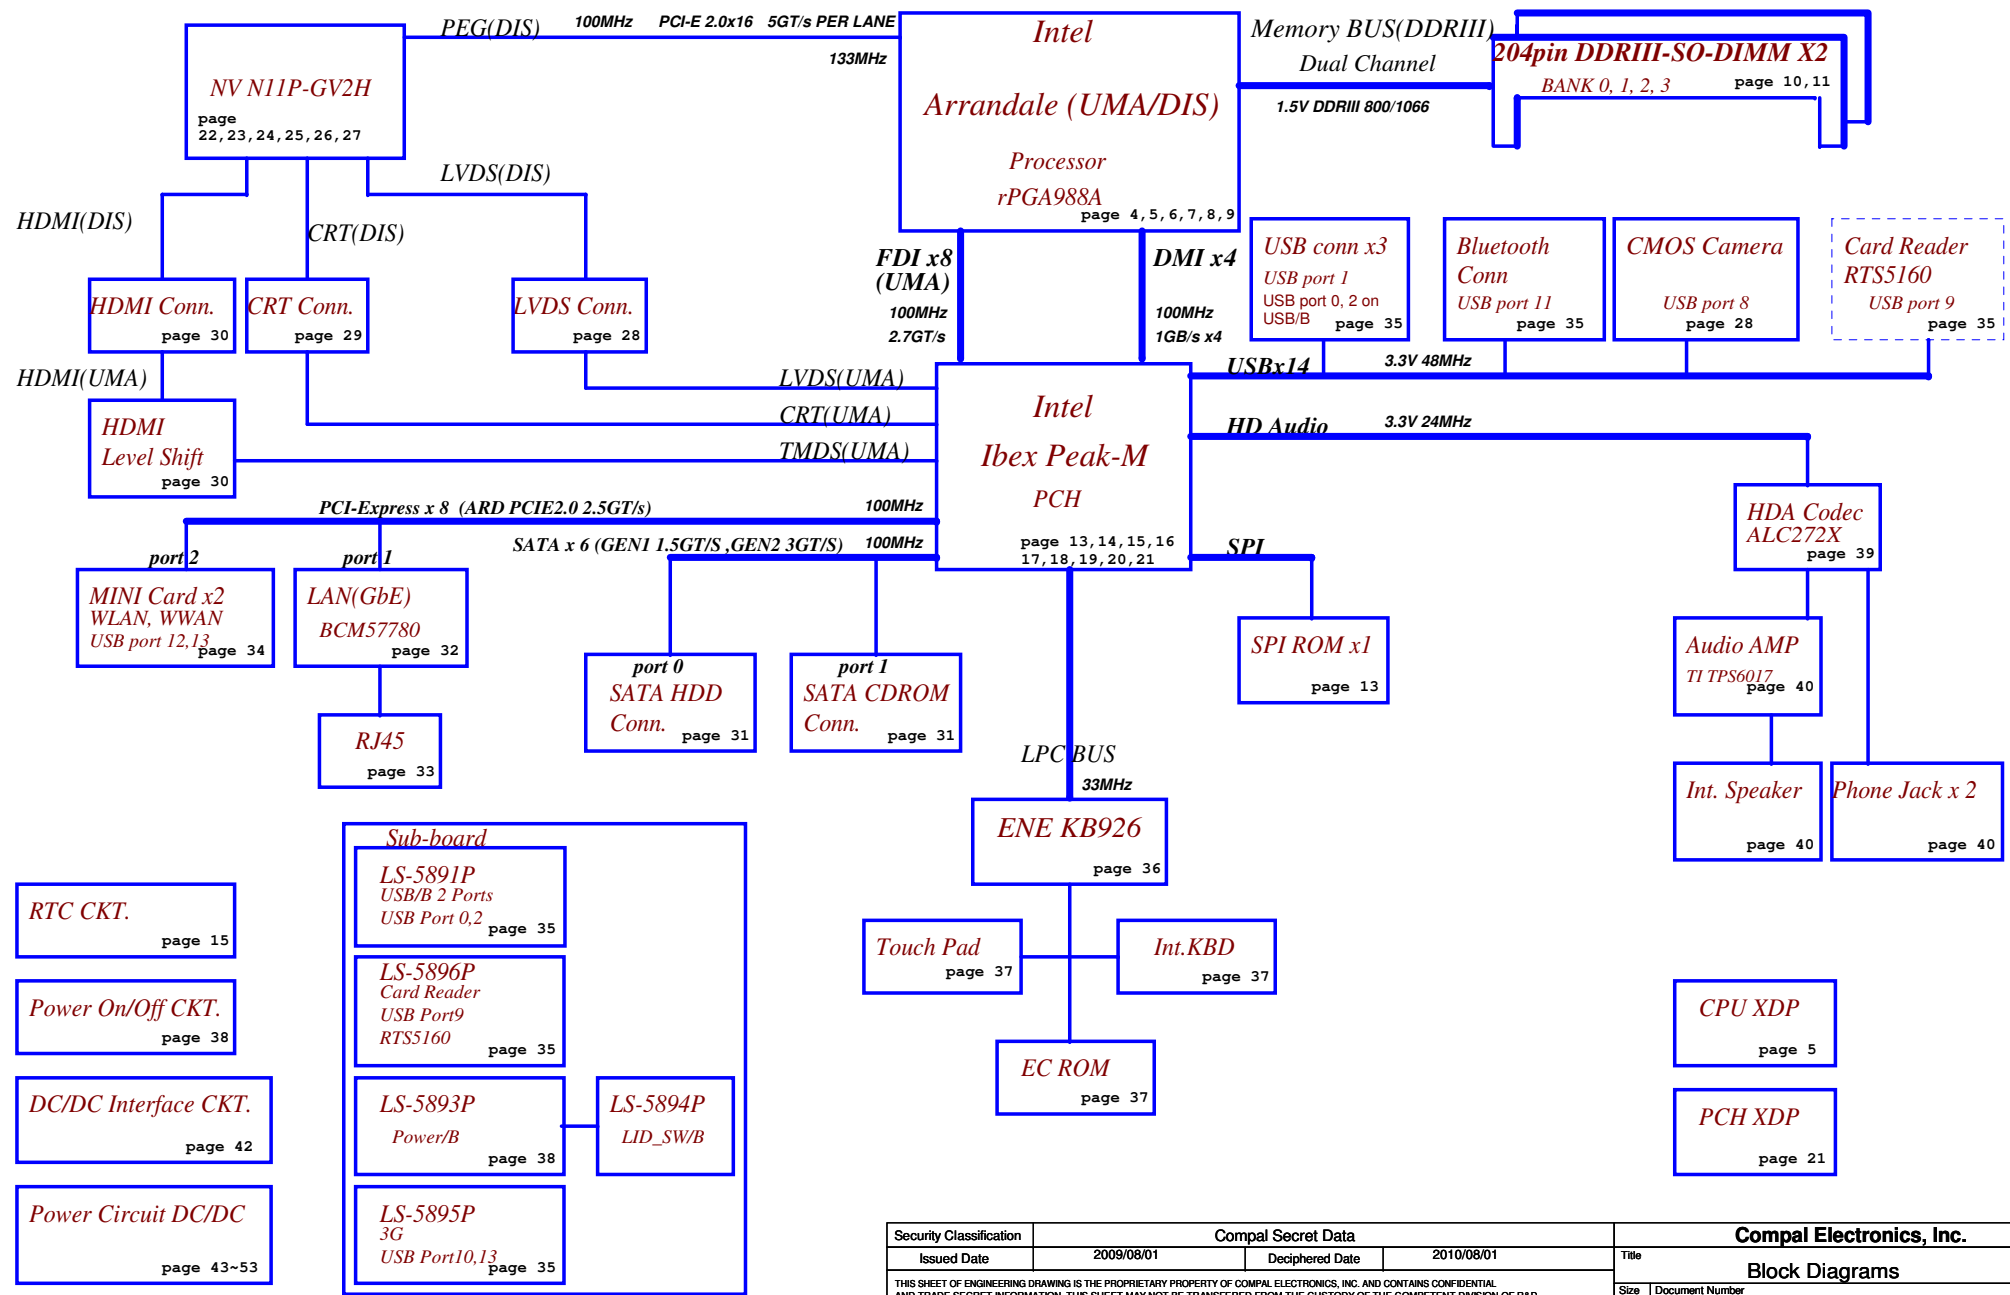 PEG(DIS)
100MHz PCI-E 2.0x16 5GT/s PER LANE
133MHz
NV N11P-GV2H
page
22,23,24,25,26,27
Intel
Arrandale (UMA/DIS)
Processor
rPGA988A
page 4,5,6,7,8,9
Memory BUS(DDRIII)
Dual Channel
1.5V DDRIII 800/1066
204pin DDRIII-SO-DIMM X2
BANK 0, 1, 2, 3
page 10,11
HDMI(DIS)
CRT(DIS)
LVDS(DIS)
HDMI Conn.
page 30
CRT Conn.
page 29
LVDS Conn.
page 28
FDI x8
(UMA)
100MHz
2.7GT/s
DMI x4
100MHz
1GB/s x4
USB conn x3
USB port 1
USB port 0, 2 on
USB/B
page 35
Bluetooth
Conn
USB port 11
page 35
CMOS Camera
USB port 8
page 28
Card Reader
RTS5160
USB port 9
page 35
HDMI(UMA)
HDMI
Level Shift
page 30
LVDS(UMA)
CRT(UMA)
TMDS(UMA)
Intel
Ibex Peak-M
PCH
page 13,14,15,16
17,18,19,20,21
USBx14
3.3V 48MHz
HD Audio
3.3V 24MHz
SPI
PCI-Express x 8 (ARD PCIE2.0 2.5GT/s)
100MHz
SATA x 6 (GEN1 1.5GT/S ,GEN2 3GT/S)
100MHz
port 2
MINI Card x2
WLAN, WWAN
USB port 12,13
page 34
port 1
LAN(GbE)
BCM57780
page 32
RJ45
page 33
port 0
SATA HDD
Conn.
page 31
port 1
SATA CDROM
Conn.
page 31
SPI ROM x1
page 13
HDA Codec
ALC272X
page 39
Audio AMP
TI TPS6017
page 40
Int. Speaker
page 40
Phone Jack x 2
page 40
LPC BUS
33MHz
ENE KB926
page 36
Touch Pad
page 37
Int.KBD
page 37
EC ROM
page 37
RTC CKT.
page 15
Power On/Off CKT.
page 38
DC/DC Interface CKT.
page 42
Power Circuit DC/DC
page 43~53
Sub-board
LS-5891P
USB/B 2 Ports
USB Port 0,2
page 35
LS-5896P
Card Reader
USB Port9
RTS5160
page 35
LS-5893P
Power/B
page 38
LS-5894P
LID_SW/B
LS-5895P
3G
USB Port10,13
page 35
CPU XDP
page 5
PCH XDP
page 21
Security Classification
Compal Secret Data
Issued Date
2009/08/01
Deciphered Date
2010/08/01
THIS SHEET OF ENGINEERING DRAWING IS THE PROPRIETARY PROPERTY OF COMPAL ELECTRONICS, INC. AND CONTAINS CONFIDENTIAL
AND TRADE SECRET INFORMATION. THIS SHEET MAY NOT BE TRANSFERED FROM THE CUSTODY OF THE COMPETENT DIVISION OF R&D
Compal Electronics, Inc.
Title
Block Diagrams
Size
Document Number